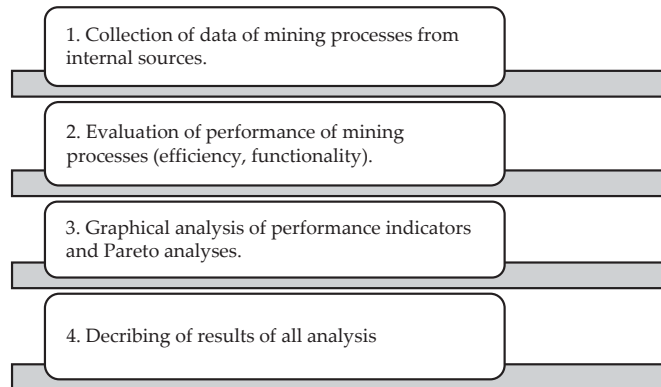 1. Collection of data of mining processes from
internal sources.
2. Evaluation of performance of mining
processes (efficiency, functionality).
3. Graphical analysis of performance indicators
and Pareto analyses.
4. Decribing of results of all analysis